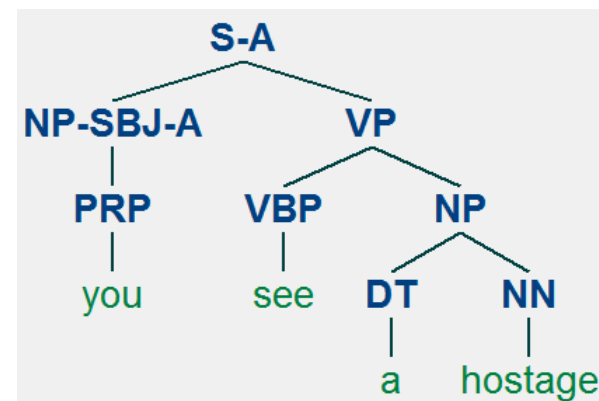 S-A
NP-SBJ-A VP
PRP VBP NP
you see DT NN
a hostage